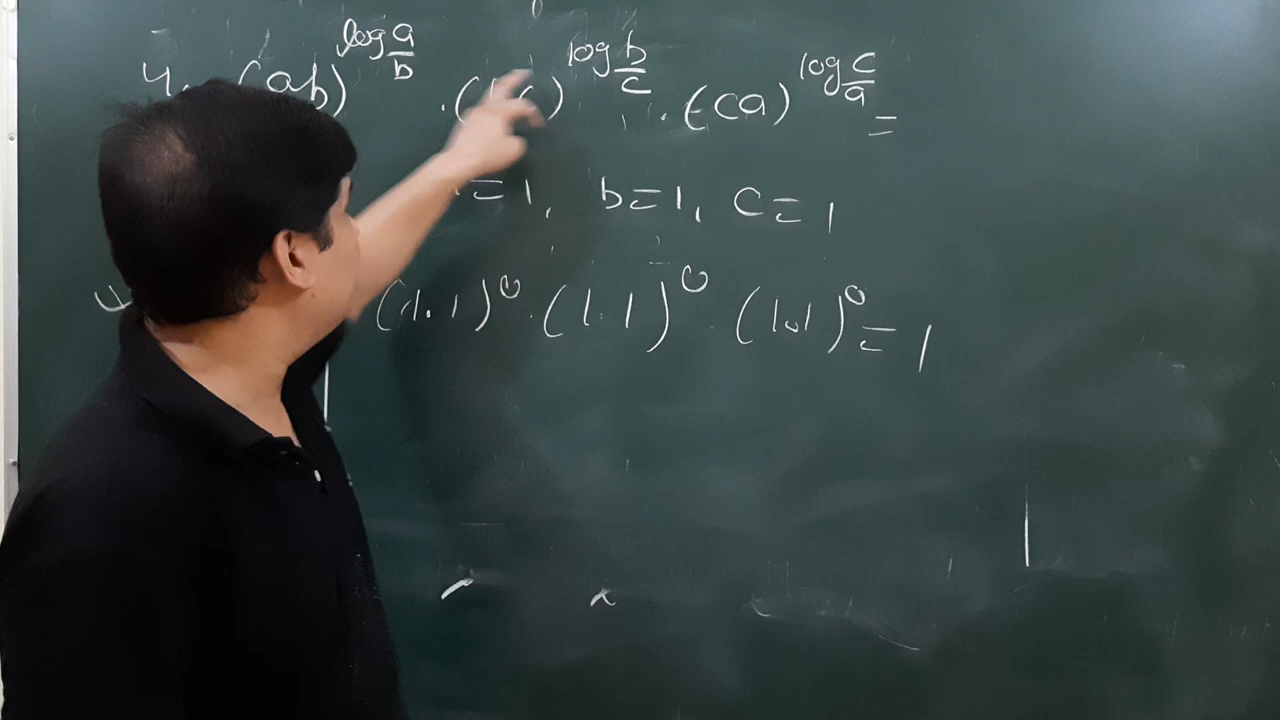 4. (ab)^{log a/b} . (bc)^{log b/c} . (ca)^{log c/a} =
=1, b=1, c=1
(1.1)^0 . (1.1)^0 . (1.1)^0 = 1